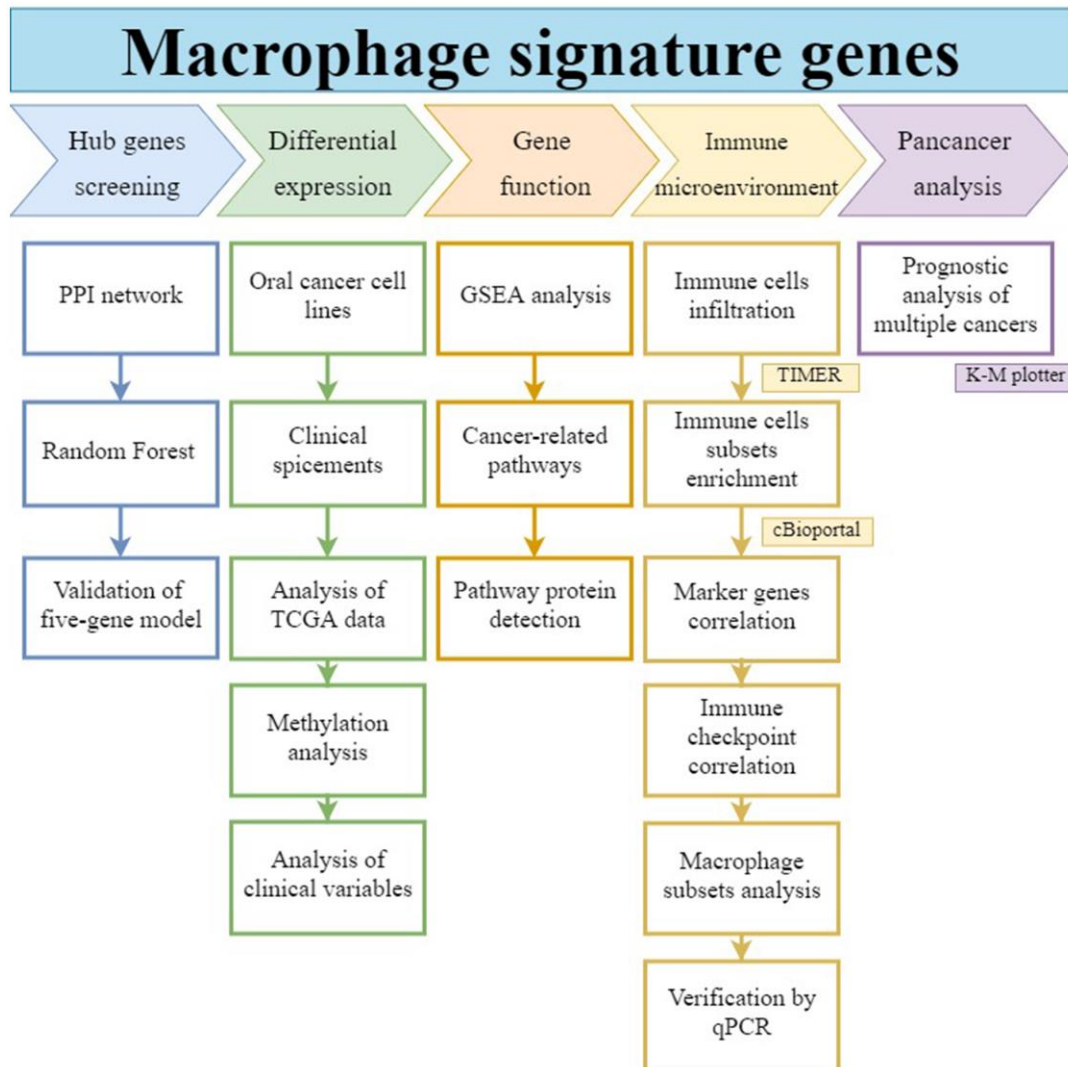 Macrophage signature genes
Hub genes
screening
Differential
expression
Gene
function
Immune
microenvironment
Pancancer
analysis
PPI network
Random Forest
Validation of
five-gene model
Oral cancer cell
lines
Clinical
spicements
Analysis of
TCGA data
Methylation
analysis
Analysis of
clinical variables
GSEA analysis
Cancer-related
pathways
Pathway protein
detection
Immune cells
infiltration
TIMER
Immune cells
subsets
enrichment
cBioportal
Marker genes
correlation
Immune
checkpoint
correlation
Macrophage
subsets analysis
Verification by
qPCR
Prognostic
analysis of
multiple cancers
K-M plotter